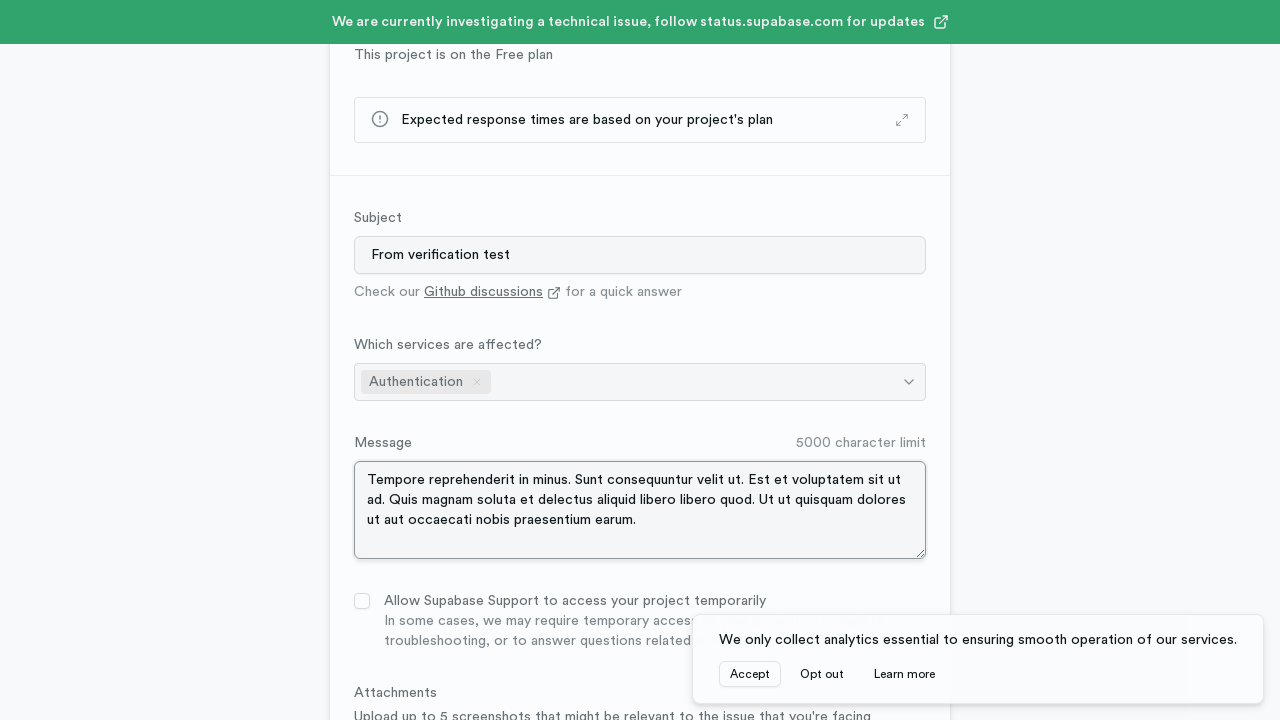 We are currently investigating a technical issue, follow status.supabase.com for updates
This project is on the Free plan
Expected response times are based on your project's plan
Subject
From verification test
Check our Github discussions for a quick answer
Which services are affected?
Authentication
Message
5000 character limit
Tempore reprehenderit in minus. Sunt consequuntur velit ut. Est et voluptatem sit ut
ad. Quis magnam soluta et delectus aliquid libero libero quod. Ut ut quisquam dolores
ut aut occaecati nobis praesentium earum.
Allow Supabase Support to access your project temporarily
In some cases, we may require temporary access
troubleshooting, or to answer questions related
We only collect analytics essential to ensuring smooth operation of our services.
Accept
Opt out
Learn more
Attachments
Upload up to 5 screenshots that might be relevant to the issue that you're facing